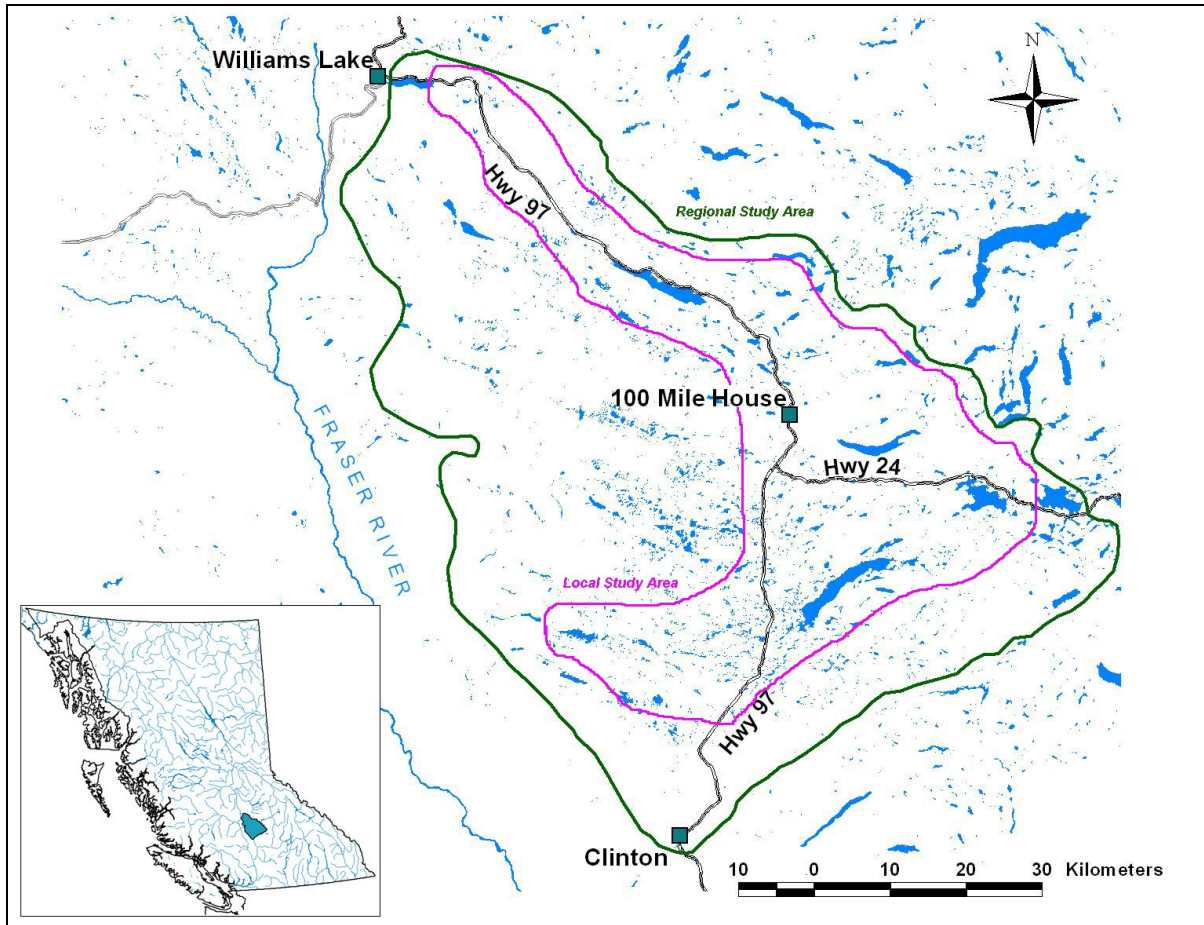 Williams Lake
N
Hwy 97
Regional Study Area
100 Mile House
Hwy 24
FRASER RIVER
Local Study Area
Hwy 97
Clinton
10 0 10 20 30 Kilometers